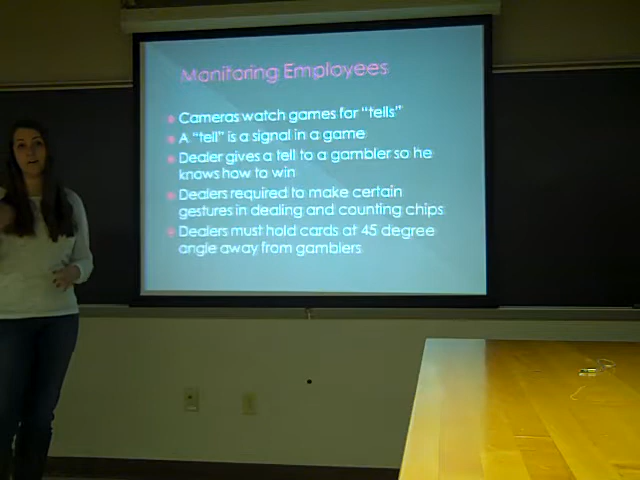 Monitoring Employees
Cameras watch games for "tells"
A "tell" is a signal in a game
Dealer gives a tell to a gambler so he
knows how to win
Dealers required to make certain
gestures in dealing and counting chips
Dealers must hold cards at 45 degree
angle away from gamblers